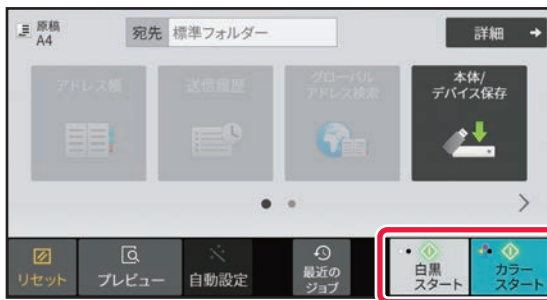 原稿
A4
宛先 標準フォルダー
詳細
アドレス帳
送信履歴
グローバル
アドレス検索
本体/
デバイス保存
リセット
プレビュー
自動設定
最近の
ジョブ
白黒
スタート
カラー
スタート